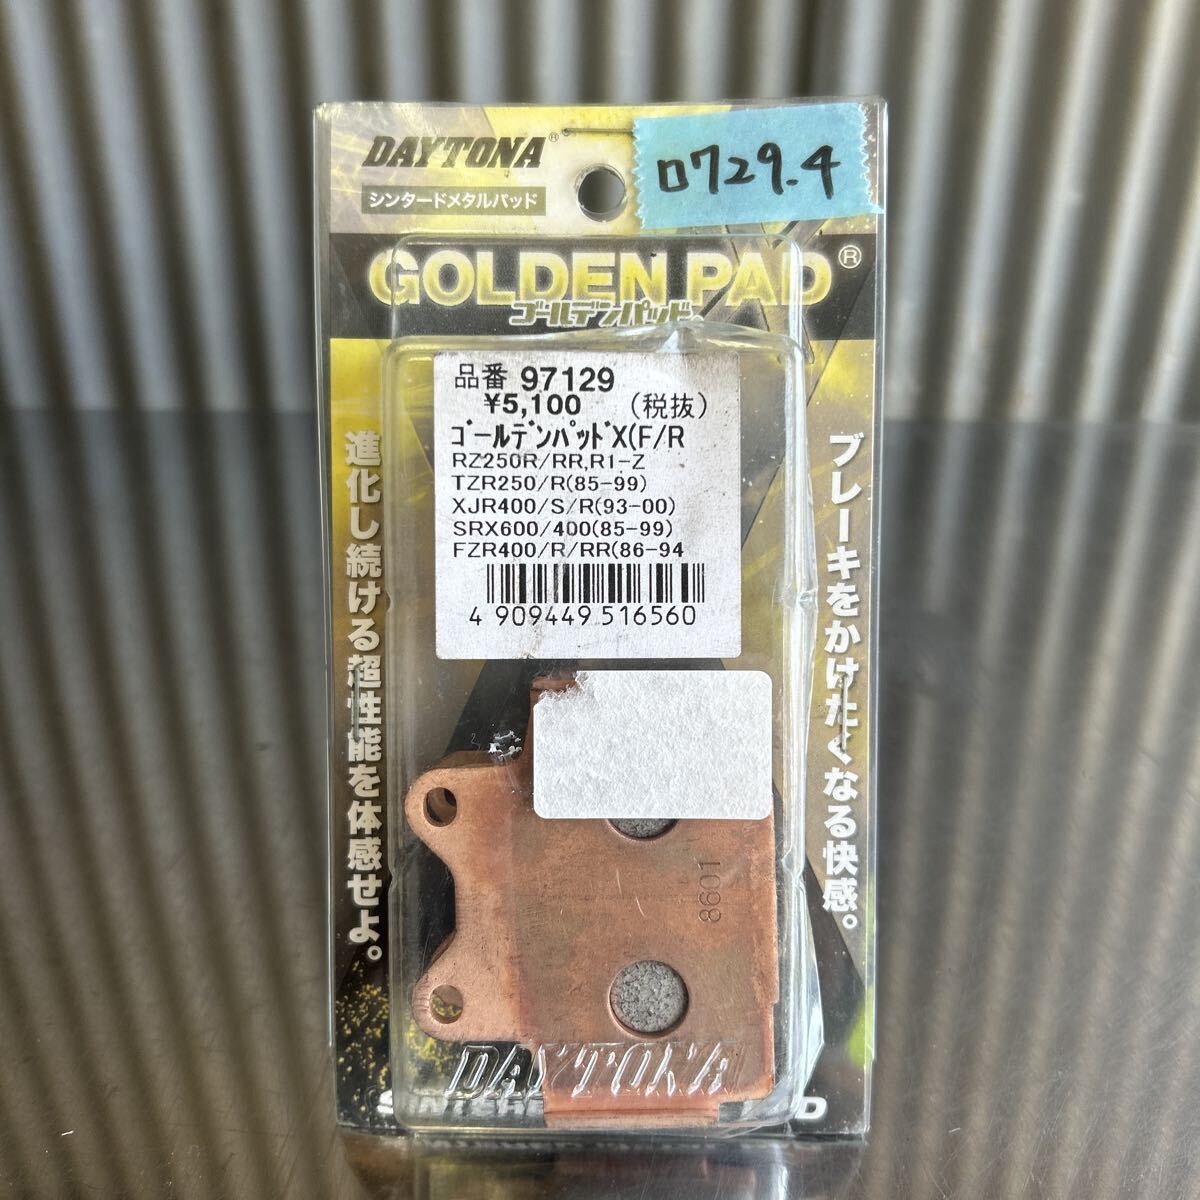 DAYTONA®
ロ729.4
シンタードメタルパッド
GOLDEN PAD®
ゴールデンパッド®
品番 97129
¥5,100 (税抜)
ｺﾞｰﾙﾃﾞﾝﾊﾟｯﾄﾞX(F/R
RZ250R/RR,R1-Z
TZR250/R(85-99)
XJR400/S/R(93-00)
SRX600/400(85-99)
FZR400/R/RR(86-94
4 909449 516560
進化し続ける超性能を体感せよ。
ブレーキをかけたくなる快感。
8601
DAYTONA